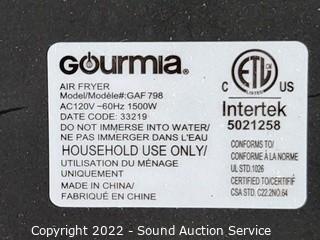 GOURMIA®
AIR FRYER
Model/Modèle#:GAF798
AC120V ~60Hz 1500W
DATE CODE: 33219
DO NOT IMMERSE INTO WATER/
NE PAS IMMERGER DANS L'EAU
HOUSEHOLD USE ONLY/
UTILISATION DU MÉNAGE
UNIQUEMENT
MADE IN CHINA/
FABRIQUÉ EN CHINE
ETL LISTED
C US
Intertek
5021258
CONFORMS TO/
CONFORME À LA NORME
UL STD.1026
CERTIFIED TO/CERTIFIÉ
CSA STD. C22.2NO.64
Copyright 2022 - Sound Auction Service